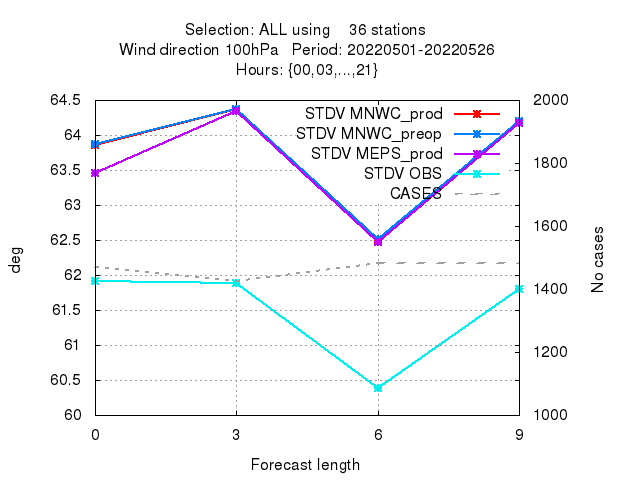 Selection: ALL using 36 stations
Wind direction 100hPa Period: 20220501-20220526
Hours: {00,03,...,21}
64.5
64
63.5
63
62.5
62
61.5
61
60.5
60
deg
STDV MNWC_prod
STDV MNWC_preop
STDV MEPS_prod
STDV OBS
CASES
2000
1800
1600
1400
1200
1000
No cases
0 3 6 9
Forecast length